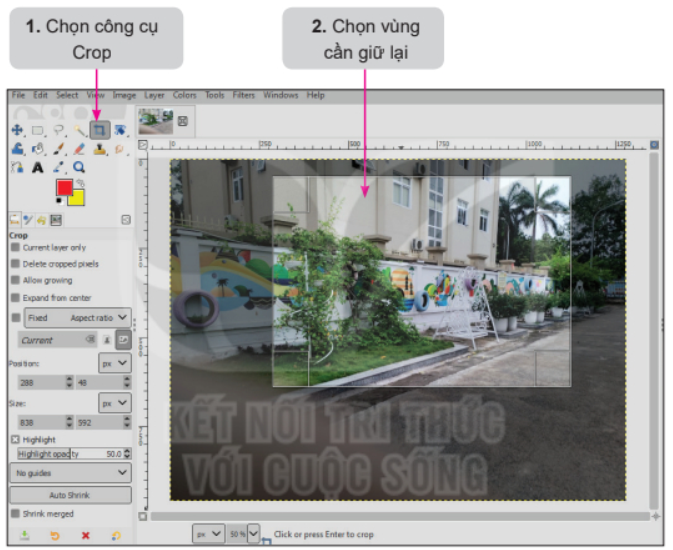 1. Chọn công cụ
Crop
2. Chọn vùng
cần giữ lại
File Edit Select View Image Layer Colors Tools Filters Windows Help
0 250 500 750 1000 1250
Crop
Current layer only
Delete cropped pixels
Allow growing
Expand from center
Fixed Aspect ratio
Current
Position: px
288 48
Size: px
838 592
Highlight
Highlight opacity 50.0
No guides
Auto Shrink
Shrink merged
KẾT NỐI TRI THỨC
VỚI CUỘC SỐNG
px 50 % Click or press Enter to crop